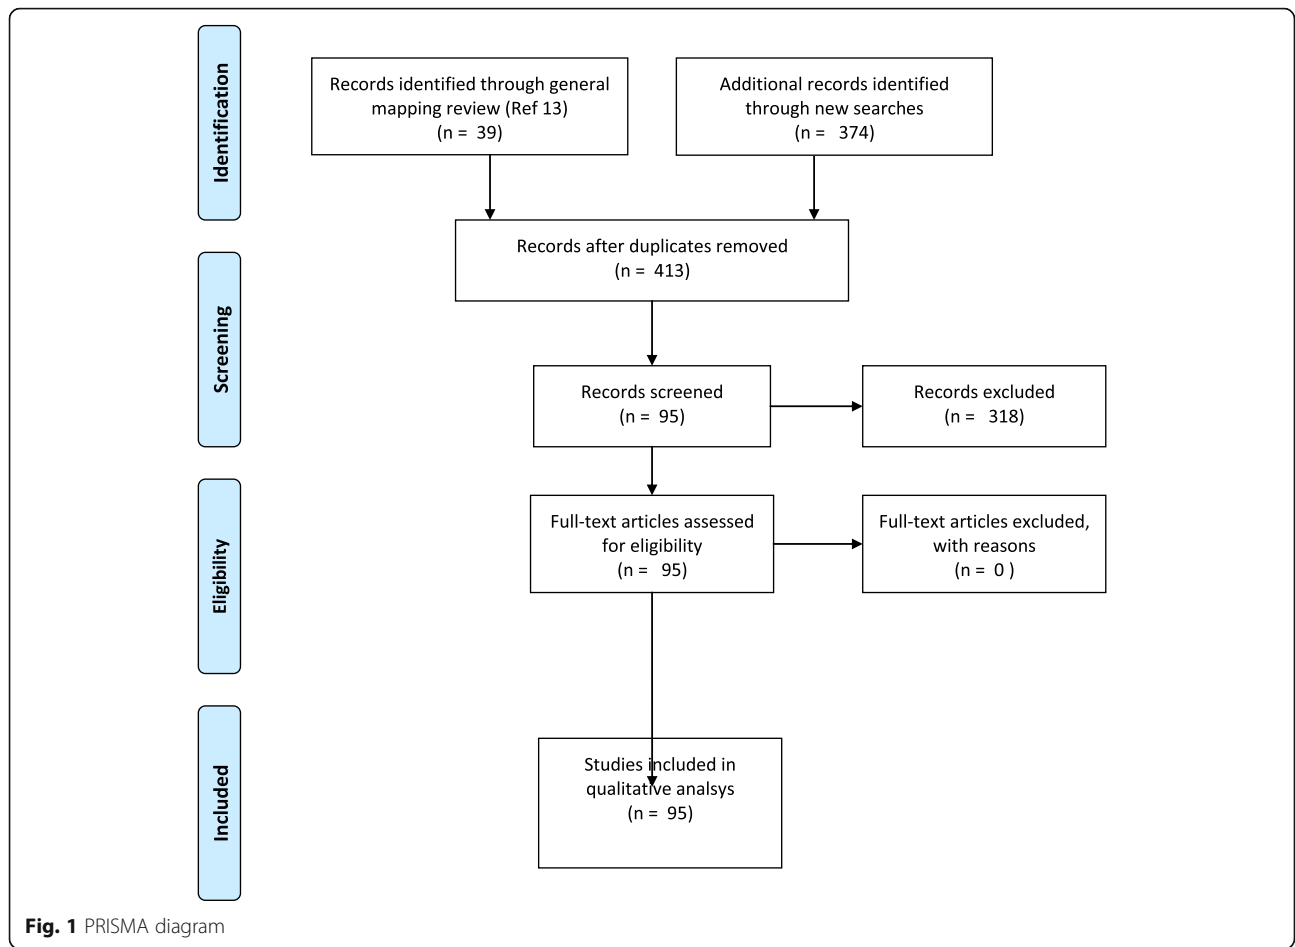 Identification
Records identified through general
mapping review (Ref 13)
(n = 39)
Additional records identified
through new searches
(n = 374)
Records after duplicates removed
(n = 413)
Screening
Records screened
(n = 95)
Records excluded
(n = 318)
Eligibility
Full-text articles assessed
for eligibility
(n = 95)
Full-text articles excluded,
with reasons
(n = 0 )
Included
Studies included in
qualitative analsys
(n = 95)
Fig. 1 PRISMA diagram